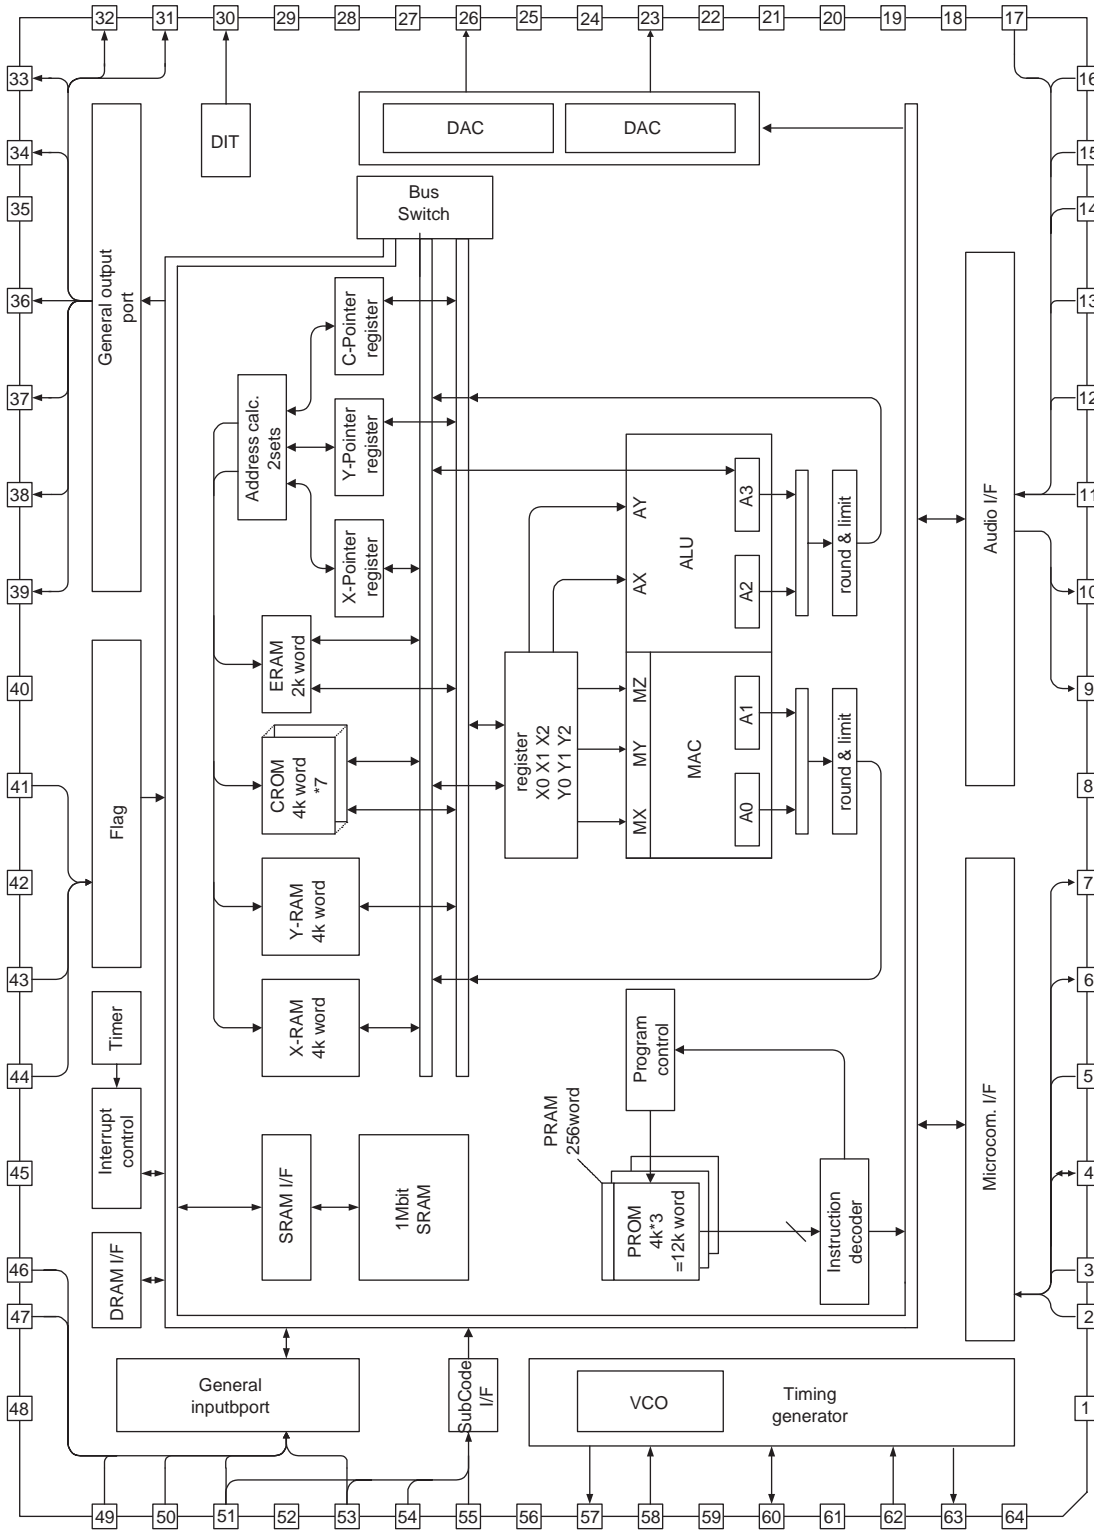 32 31 30 29 28 27 26 25 24 23 22 21 20 19 18 17
33
34
35
36
37
38
39
40
41
42
43
44
45
46
47
48
16
15
14
13
12
11
10
9
8
7
6
5
4
3
2
1
DIT
DAC
DAC
Bus
Switch
General output
port
Address calc.
2sets
C-Pointer
register
Y-Pointer
register
X-Pointer
register
ERAM
2k word
CROM
4k word
*7
Y-RAM
4k word
X-RAM
4k word
Flag
Timer
Interrupt
control
DRAM I/F
SRAM I/F
1Mbit
SRAM
register
X0 X1 X2
Y0 Y1 Y2
AY
AX
ALU
A3
A2
MZ
MY
MX
MAC
A1
A0
round & limit
round & limit
Audio I/F
Microcom. I/F
Program
control
PRAM
256word
PROM
4k*3
=12k word
Instruction
decoder
General
inputbport
SubCode
I/F
VCO
Timing
generator
49 50 51 52 53 54 55 56 57 58 59 60 61 62 63 64